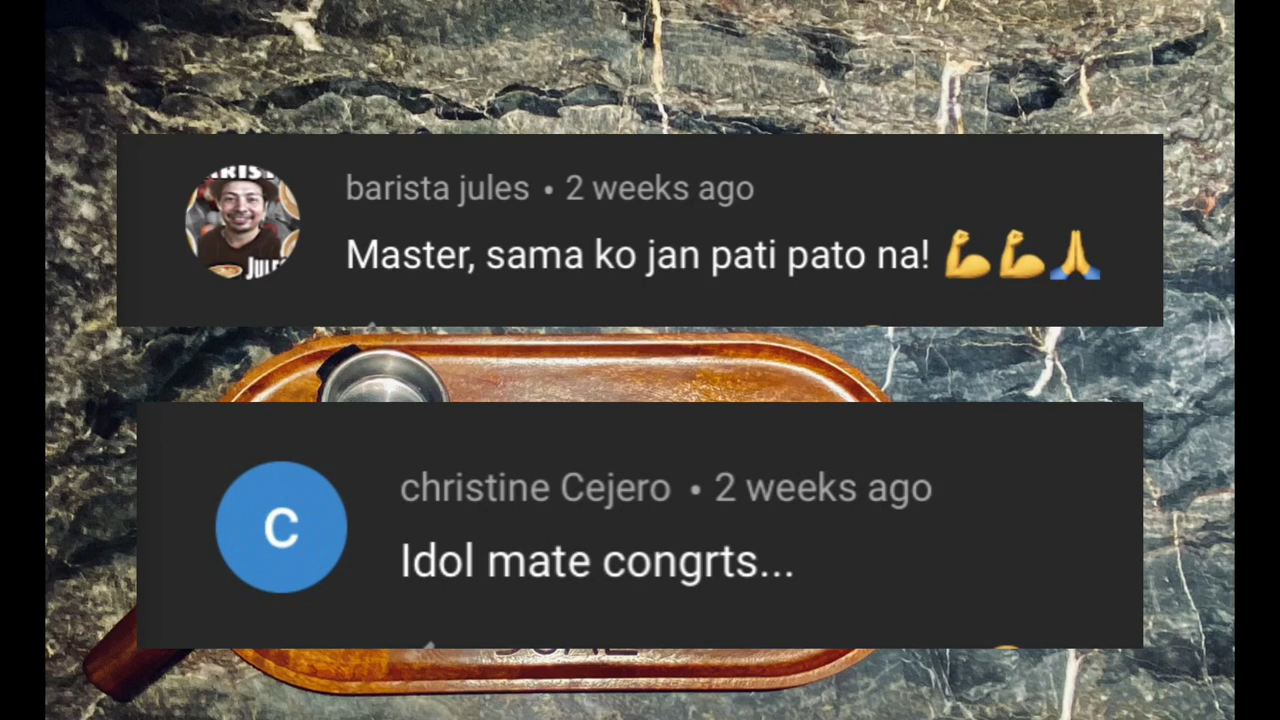 barista jules • 2 weeks ago
Master, sama ko jan pati pato na! 💪💪🙏
C
christine Cejero • 2 weeks ago
Idol mate congrts...